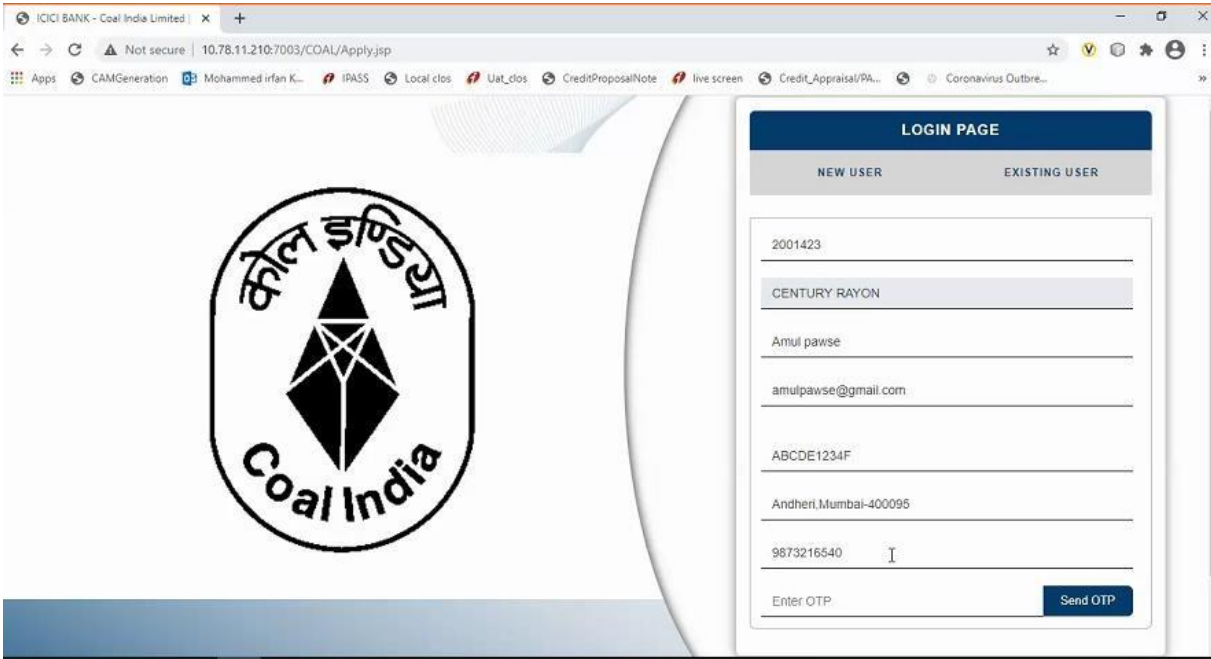 ICICI BANK - Coal India Limited |
Not secure | 10.78.11.210:7003/COAL/Apply.jsp
Apps CAMGeneration Mohammed irfan K... IPASS Local clos Uat_clos CreditProposalNote live screen Credit_Appraisal/PA... Coronavirus Outbre...
LOGIN PAGE
NEW USER EXISTING USER
कोल इण्डिया
Coal India
2001423
CENTURY RAYON
Amul pawse
amulpawse@gmail.com
ABCDE1234F
Andheri,Mumbai-400095
9873216540
Enter OTP Send OTP